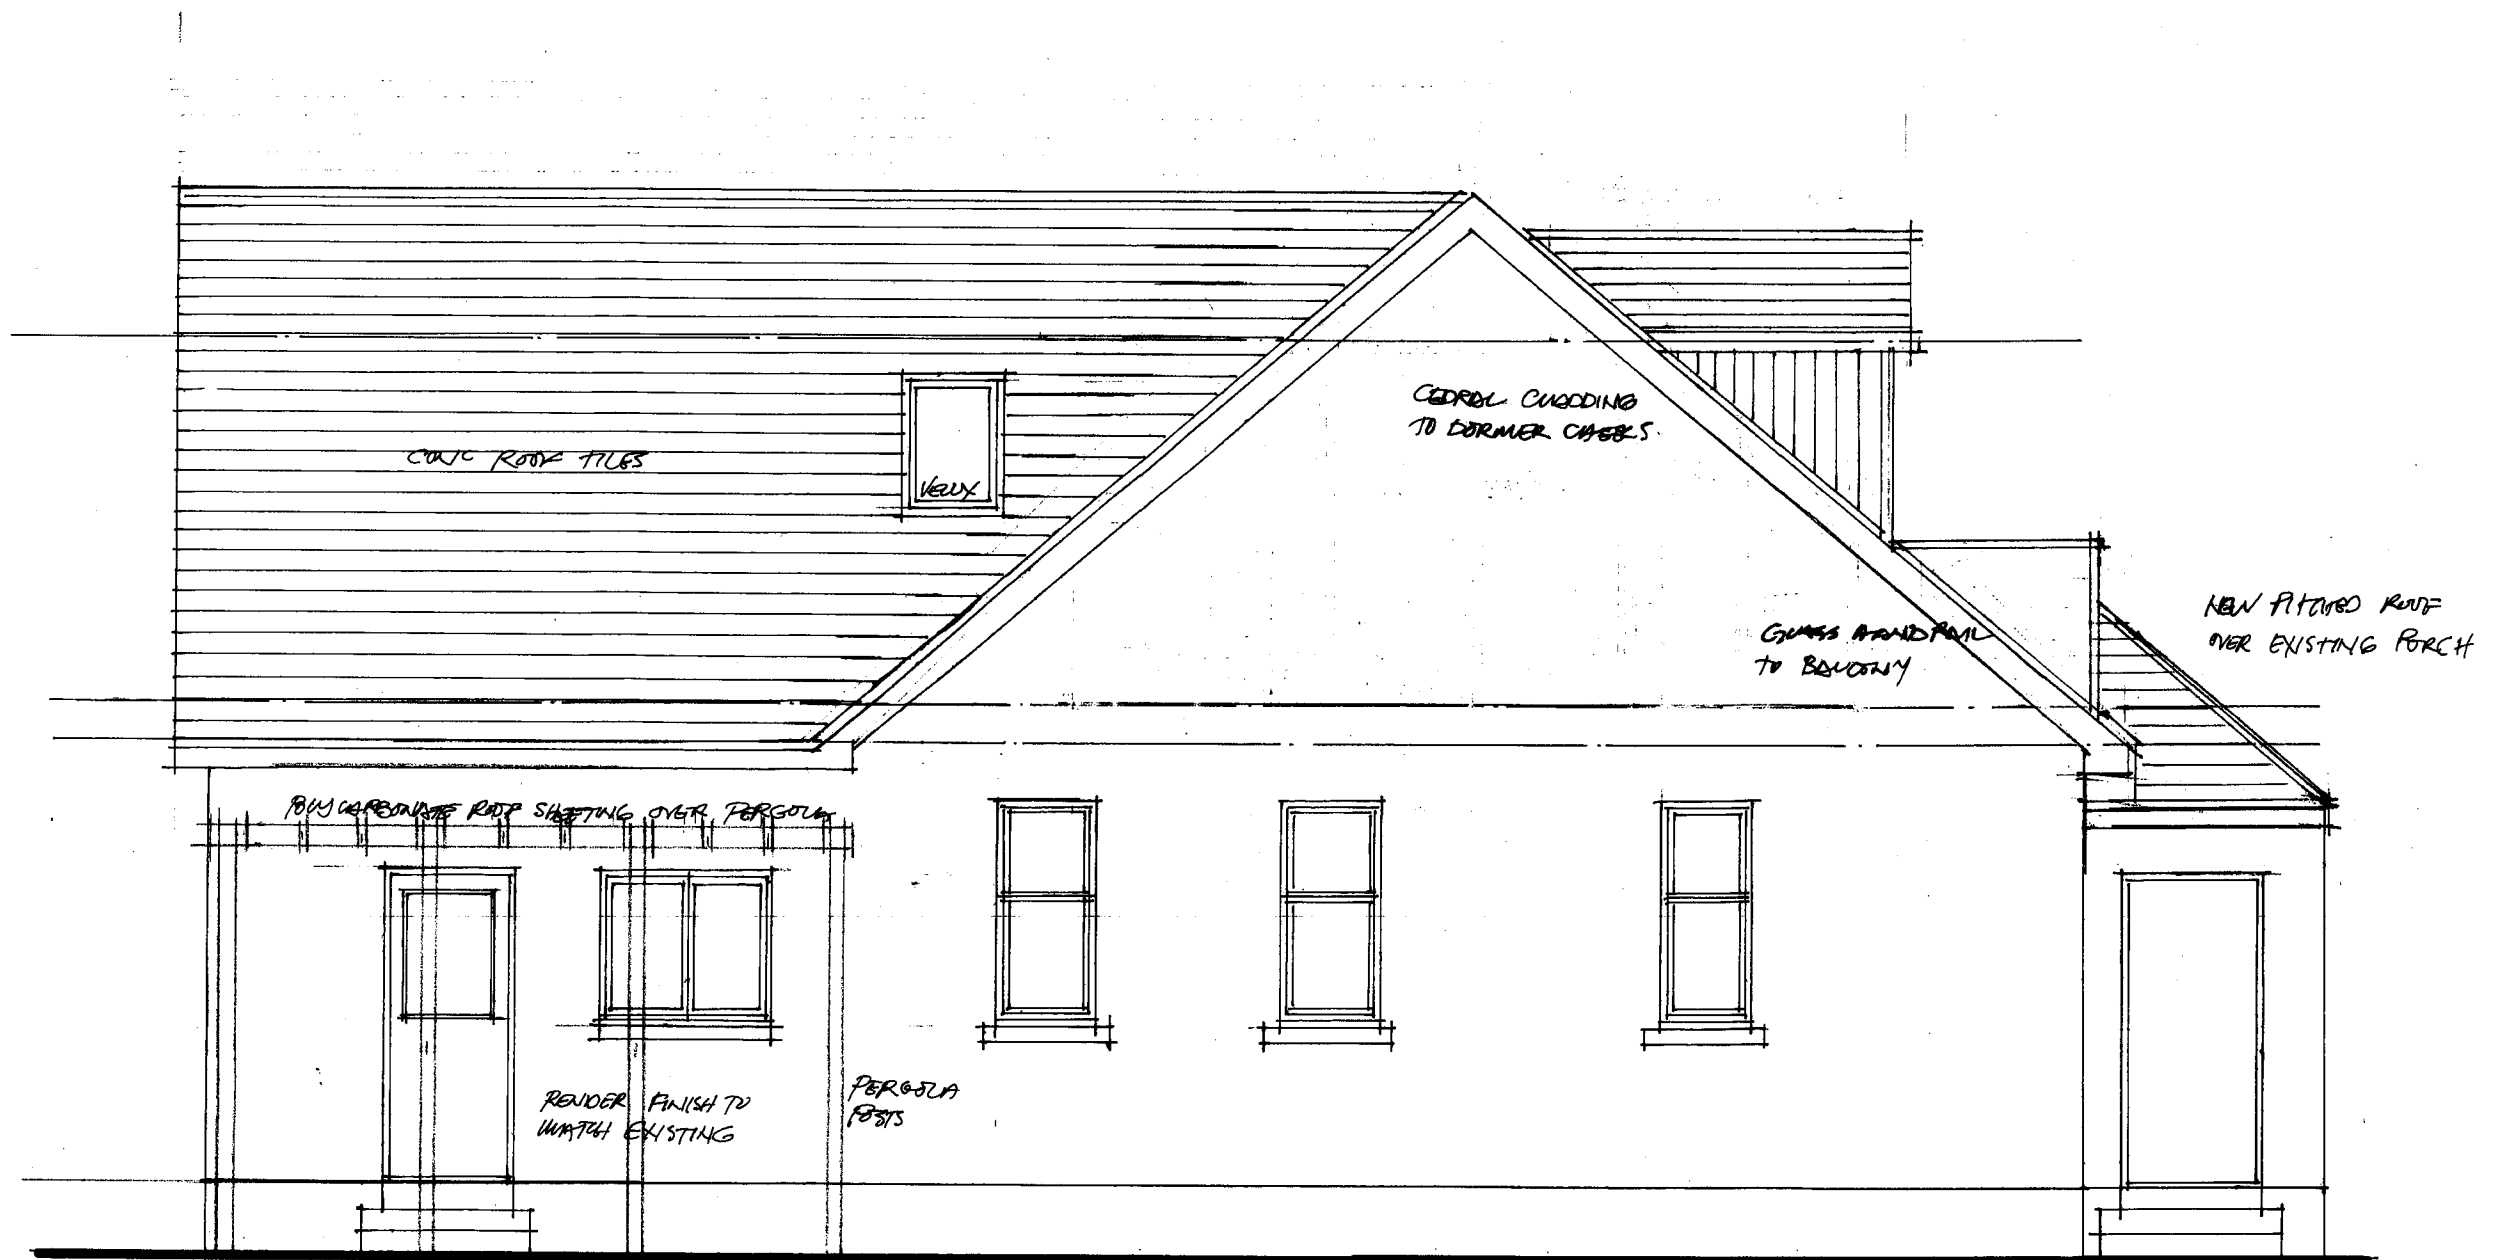 CEDRAL CLADDING
TO DORMER CHEEKS.
CONC ROOF TILES
VELUX
NEW PITCHED ROOF
OVER EXISTING PORCH
GLASS HANDRAIL
TO BALCONY
POLYCARBONATE ROOF SHEETING OVER PERGOLA
PERGOLA
POSTS
RENDER FINISH TO
MATCH EXISTING